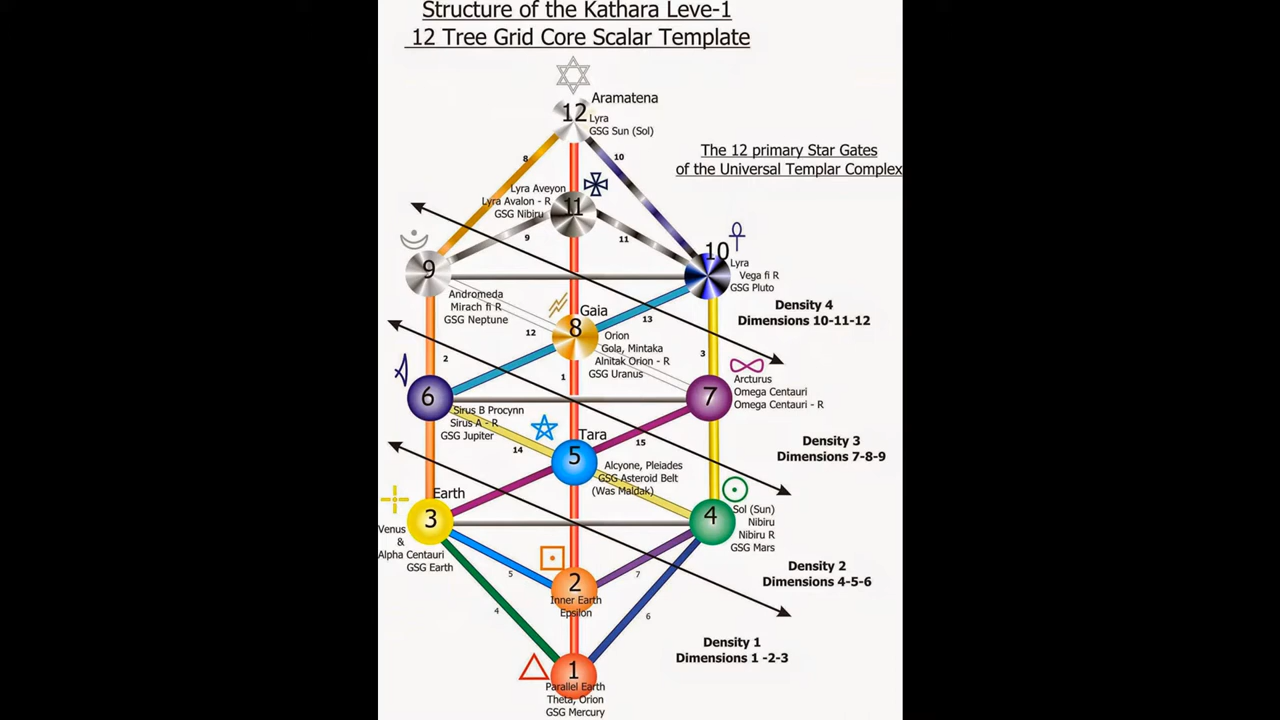 Structure of the Kathara Leve-1
12 Tree Grid Core Scalar Template
Aramatena
12
Lyra
GSG Sun (Sol)
The 12 primary Star Gates
of the Universal Templar Complex
8
10
Lyra Aveyon
Lyra Avalon - R
GSG Nibiru
11
9
11
9
10
Lyra
Vega fi R
GSG Pluto
Andromeda
Mirach fi R
GSG Neptune
Density 4
Dimensions 10-11-12
Gaia
8
13
12
Orion
Gola, Mintaka
Alnitak Orion - R
GSG Uranus
2
3
1
6
7
Arcturus
Omega Centauri
Omega Centauri - R
Sirus B Procynn
Sirus A - R
GSG Jupiter
Tara
5
15
14
Density 3
Dimensions 7-8-9
Alcyone, Pleiades
GSG Asteroid Belt
(Was Maldak)
Earth
3
4
Sol (Sun)
Nibiru
Nibiru R
GSG Mars
Venus
&
Alpha Centauri
GSG Earth
5
7
2
Inner Earth
Epsilon
Density 2
Dimensions 4-5-6
4
6
Density 1
Dimensions 1 -2-3
1
Parallel Earth
Theta, Orion
GSG Mercury